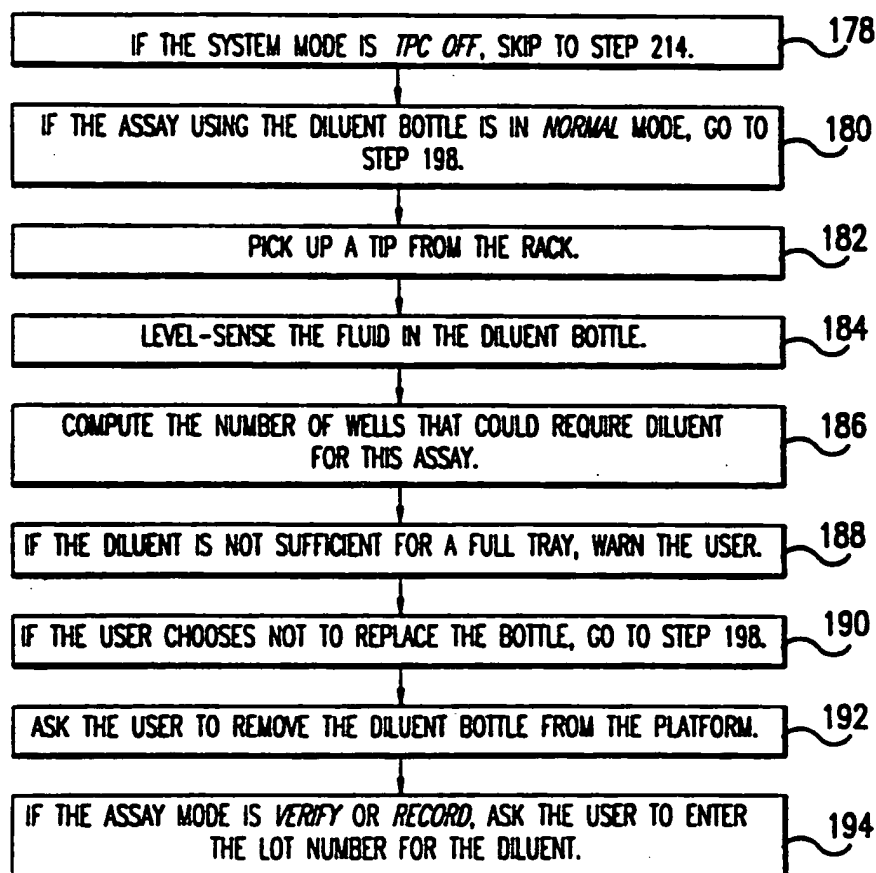 IF THE SYSTEM MODE IS TPC OFF, SKIP TO STEP 214.
178
IF THE ASSAY USING THE DILUENT BOTTLE IS IN NORMAL MODE, GO TO
STEP 198.
180
PICK UP A TIP FROM THE RACK.
182
LEVEL-SENSE THE FLUID IN THE DILUENT BOTTLE.
184
COMPUTE THE NUMBER OF WELLS THAT COULD REQUIRE DILUENT
FOR THIS ASSAY.
186
IF THE DILUENT IS NOT SUFFICIENT FOR A FULL TRAY, WARN THE USER.
188
IF THE USER CHOOSES NOT TO REPLACE THE BOTTLE, GO TO STEP 198.
190
ASK THE USER TO REMOVE THE DILUENT BOTTLE FROM THE PLATFORM.
192
IF THE ASSAY MODE IS VERIFY OR RECORD, ASK THE USER TO ENTER
THE LOT NUMBER FOR THE DILUENT.
194